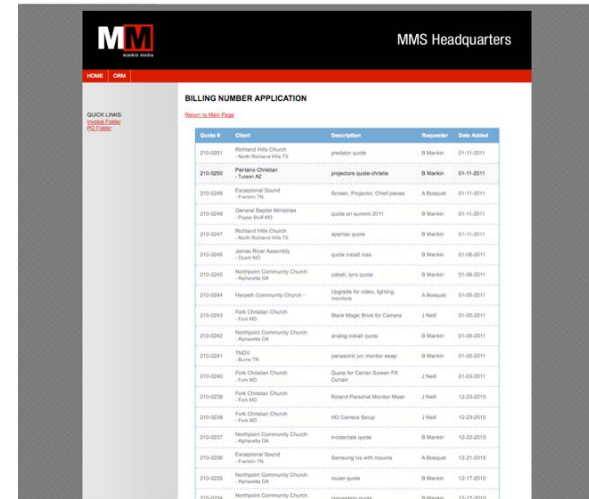 MM
mankin media
MMS Headquarters
HOME CRM
QUICK LINKS:
Invoice Folder
PO Folder
BILLING NUMBER APPLICATION
Return to Main Page
Quote # Client Description Requester Date Added
210-0251 Richland Hills Church - North Richland Hills TX predator quote B Mankin 01-11-2011
210-0250 Pantano Christian - Tucson AZ projectors quote-christie B Mankin 01-11-2011
210-0249 Exceptional Sound - Franklin TN Screen, Projector, Chief pieces A Bosquet 01-11-2011
210-0248 General Baptist Ministries - Poplar Bluff MO quote on summit 2011 B Mankin 01-11-2011
210-0247 Richland Hills Church - North Richland Hills TX quote B Mankin 01-11-2011
210-0246 James River Assembly - Ozark MO quote install ross B Mankin 01-06-2011
210-0245 Northpoint Community Church - Alpharetta GA cobalt, lynx quote B Mankin 01-06-2011
210-0244 Harpeth Community Church - Upgrade for video, lighting, monitors A Bosquet 01-05-2011
210-0243 Fork Christian Church - Fork MD Black Magic Brick for Camera J Neill 01-05-2011
210-0242 Northpoint Community Church - Alpharetta GA analog cobalt quote B Mankin 01-05-2011
210-0241 TNDV - Burns TN panasonic jvc monitor swap B Mankin 01-05-2011
210-0240 Fork Christian Church - Fork MD Quote for Center Screen Fill Curtain J Neill 01-03-2011
210-0239 Fork Christian Church - Fork MD Roland Personal Monitor Mixer J Neill 12-23-2010
210-0238 Fork Christian Church - Fork MD HD Camera Setup J Neill 12-23-2010
210-0237 Northpoint Community Church - Alpharetta GA incidentals quote B Mankin 12-22-2010
210-0236 Exceptional Sound - Franklin TN Samsung tvs with mounts A Bosquet 12-21-2010
210-0235 Northpoint Community Church - Alpharetta GA router quote B Mankin 12-17-2010
210-0234 Northpoint Community Church conversion quote B Mankin 12-17-2010